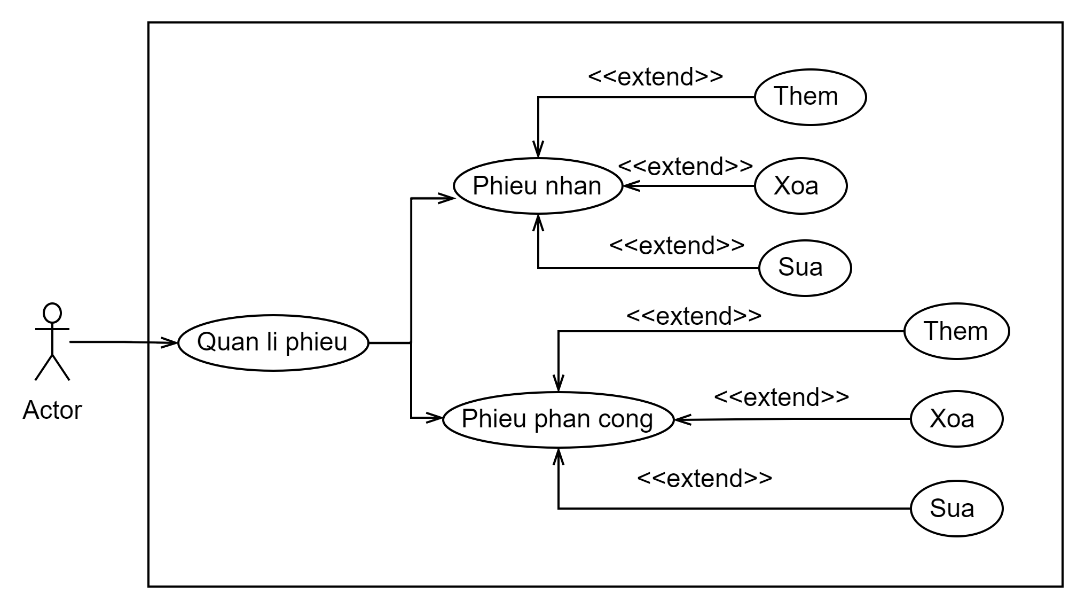 <<extend>>
Them
Phieu nhan
<<extend>>
Xoa
<<extend>>
Sua
Actor
Quan li phieu
<<extend>>
Them
Phieu phan cong
<<extend>>
Xoa
<<extend>>
Sua